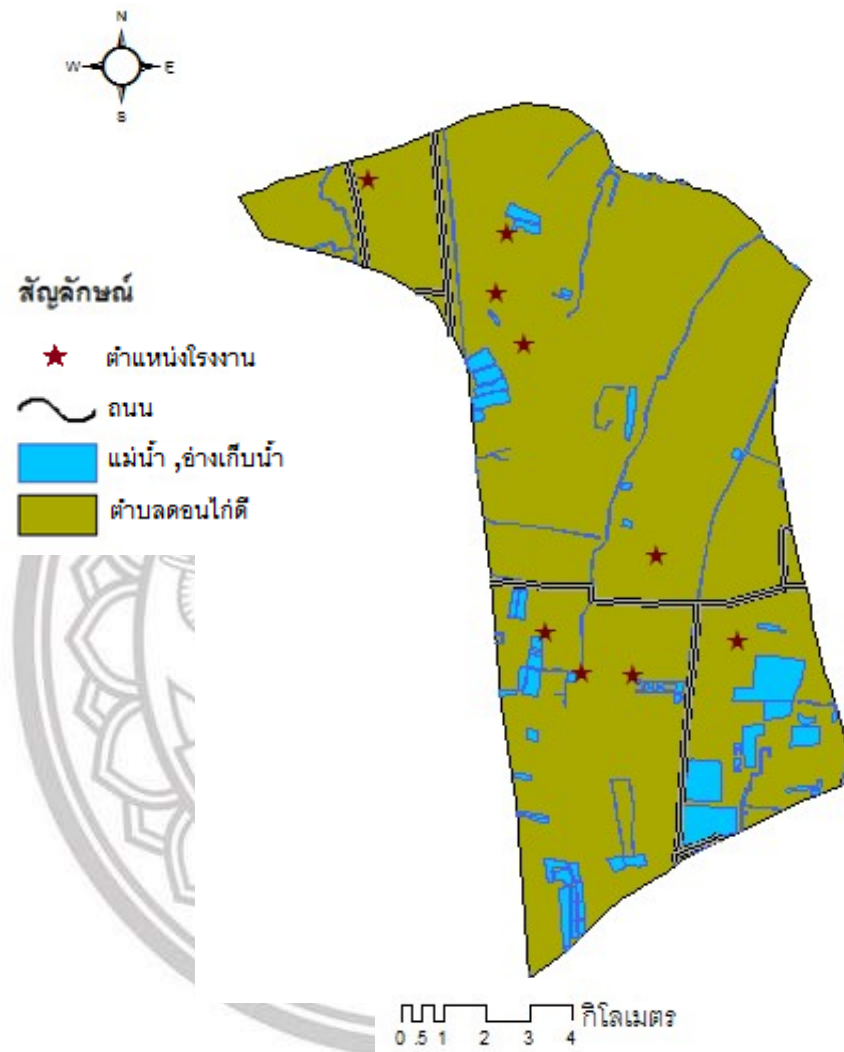 N
W E
S
สัญลักษณ์
ตำแหน่งโรงงาน
ถนน
แม่น้ำ ,อ่างเก็บน้ำ
ตำบลดอนไก่ดี
กิโลเมตร
0 .5 1 2 3 4